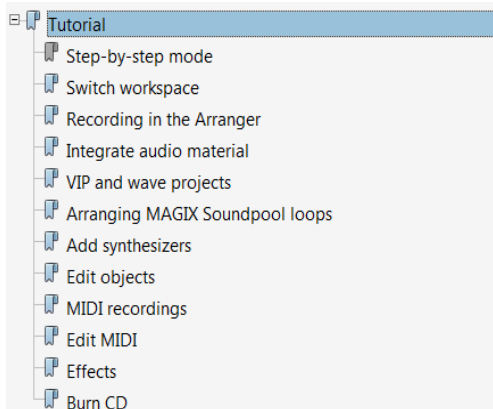 Tutorial
Step-by-step mode
Switch workspace
Recording in the Arranger
Integrate audio material
VIP and wave projects
Arranging MAGIX Soundpool loops
Add synthesizers
Edit objects
MIDI recordings
Edit MIDI
Effects
Burn CD